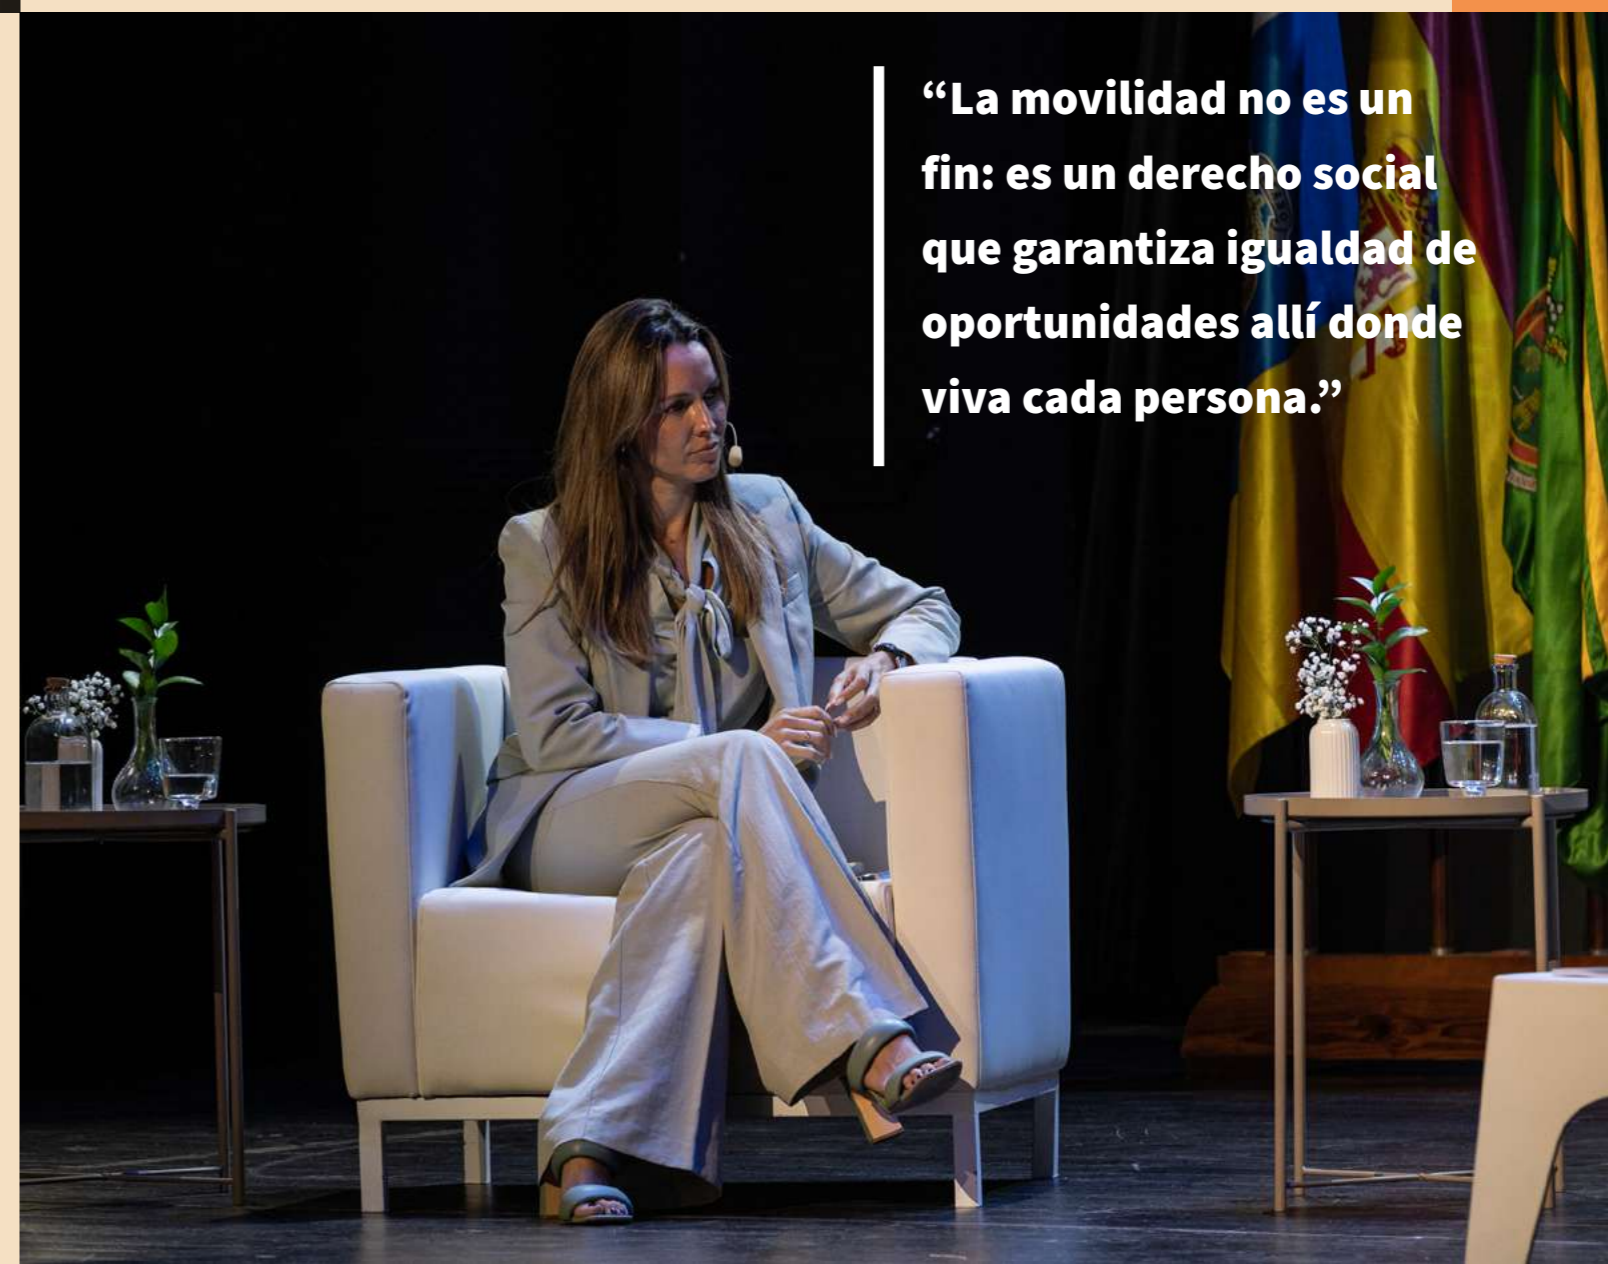 “La movilidad no es un
fin: es un derecho social
que garantiza igualdad de
oportunidades allí donde
viva cada persona.”